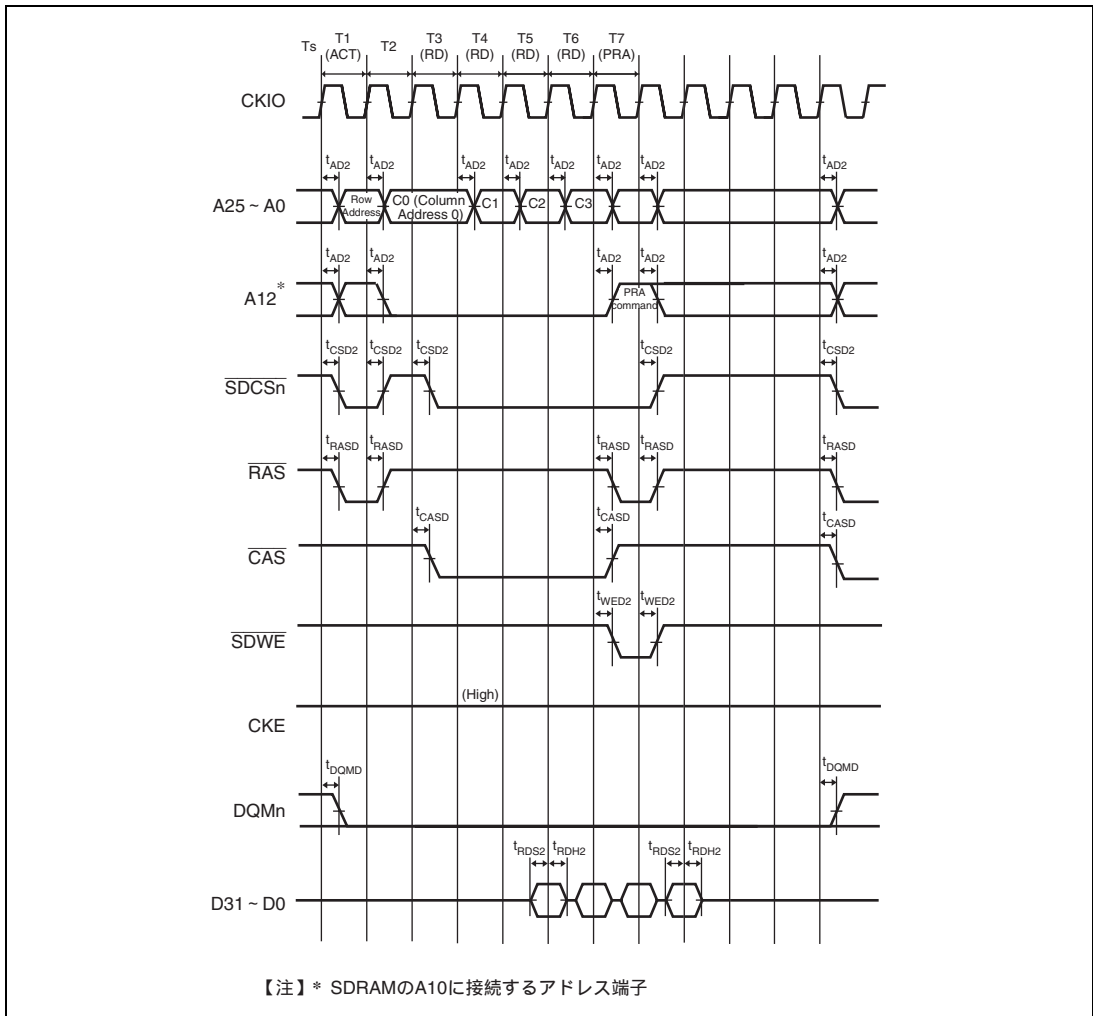 Ts T1 (ACT) T2 T3 (RD) T4 (RD) T5 (RD) T6 (RD) T7 (PRA)
CKIO
tAD2 tAD2 tAD2 tAD2 tAD2 tAD2 tAD2 tAD2
A25 ~ A0 Row Address C0 (Column Address 0) C1 C2 C3
tAD2 tAD2 tAD2 tAD2 tAD2
A12* PRA command
tCSD2 tCSD2 tCSD2 tCSD2 tCSD2
SDCSn
tRASD tRASD tRASD tRASD tRASD
RAS
tCASD tCASD tCASD
CAS
tWED2 tWED2
SDWE
(High)
CKE
tDQMD tDQMD
DQMn
tRDS2 tRDH2 tRDS2 tRDH2
D31 ~ D0
【注】* SDRAMのA10に接続するアドレス端子